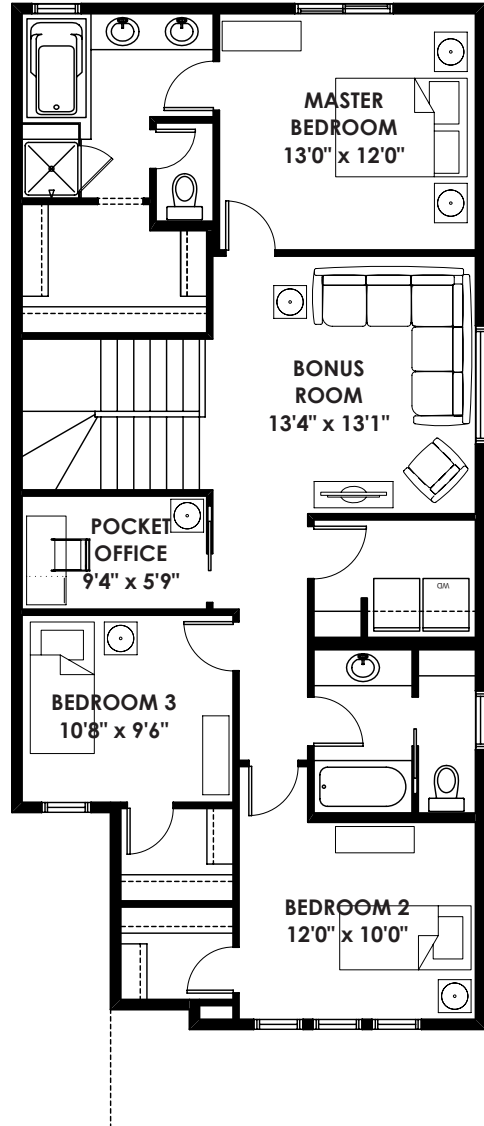 MASTER
BEDROOM
13'0" x 12'0"
BONUS
ROOM
13'4" x 13'1"
POCKET
OFFICE
9'4" x 5'9"
WD
BEDROOM 3
10'8" x 9'6"
BEDROOM 2
12'0" x 10'0"